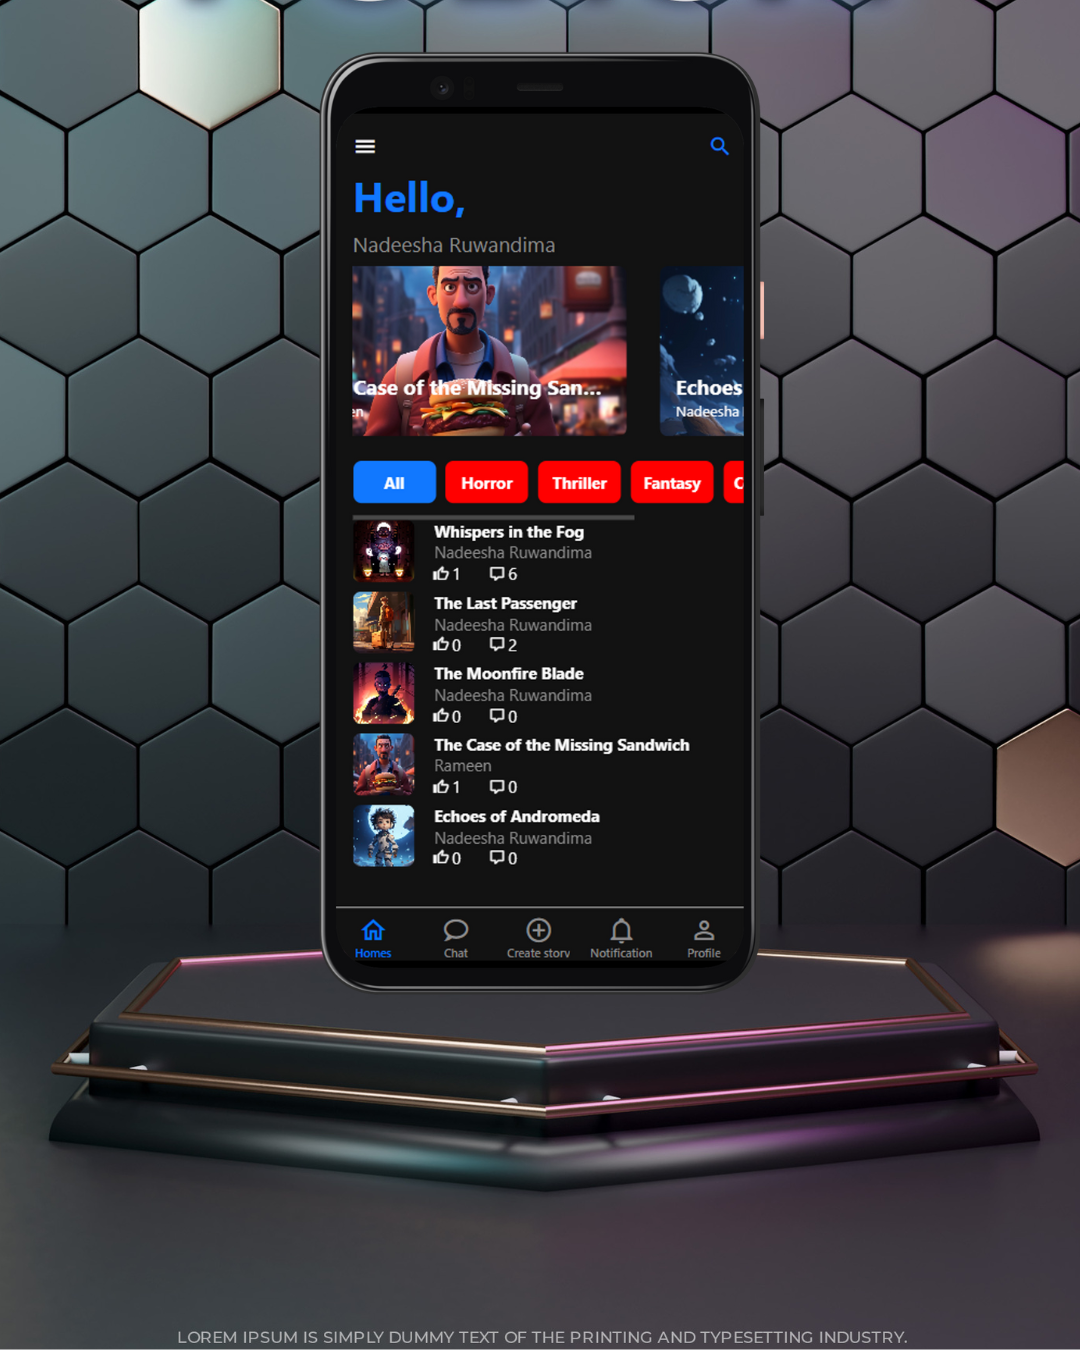 Hello,
Nadeesha Ruwandima
Case of the Missing San...
en
Echoes
Nadeesha
All
Horror
Thriller
Fantasy
Whispers in the Fog
Nadeesha Ruwandima
1 6
The Last Passenger
Nadeesha Ruwandima
0 2
The Moonfire Blade
Nadeesha Ruwandima
0 0
The Case of the Missing Sandwich
Rameen
1 0
Echoes of Andromeda
Nadeesha Ruwandima
0 0
Homes Chat Create story Notification Profile
LOREM IPSUM IS SIMPLY DUMMY TEXT OF THE PRINTING AND TYPESETTING INDUSTRY.